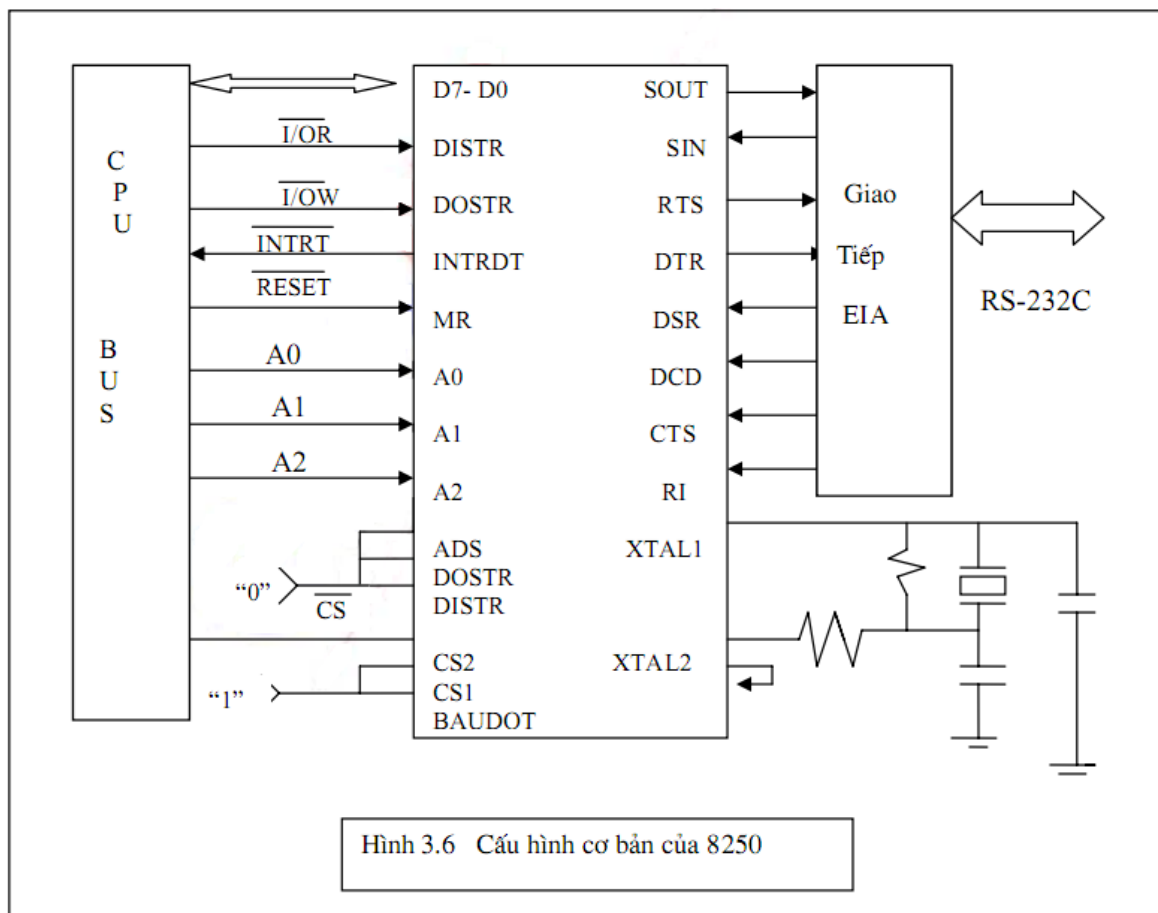 CPU BUS
D7- D0
I/OR
DISTR
I/OW
DOSTR
INTRT
INTRDT
RESET
MR
A0
A0
A1
A1
A2
A2
ADS
DOSTR
“0”
CS
DISTR
CS2
“1”
CS1
BAUDOT
SOUT
SIN
RTS
DTR
DSR
DCD
CTS
RI
XTAL1
XTAL2
Giao
Tiếp
EIA
RS-232C
Hình 3.6 Cấu hình cơ bản của 8250